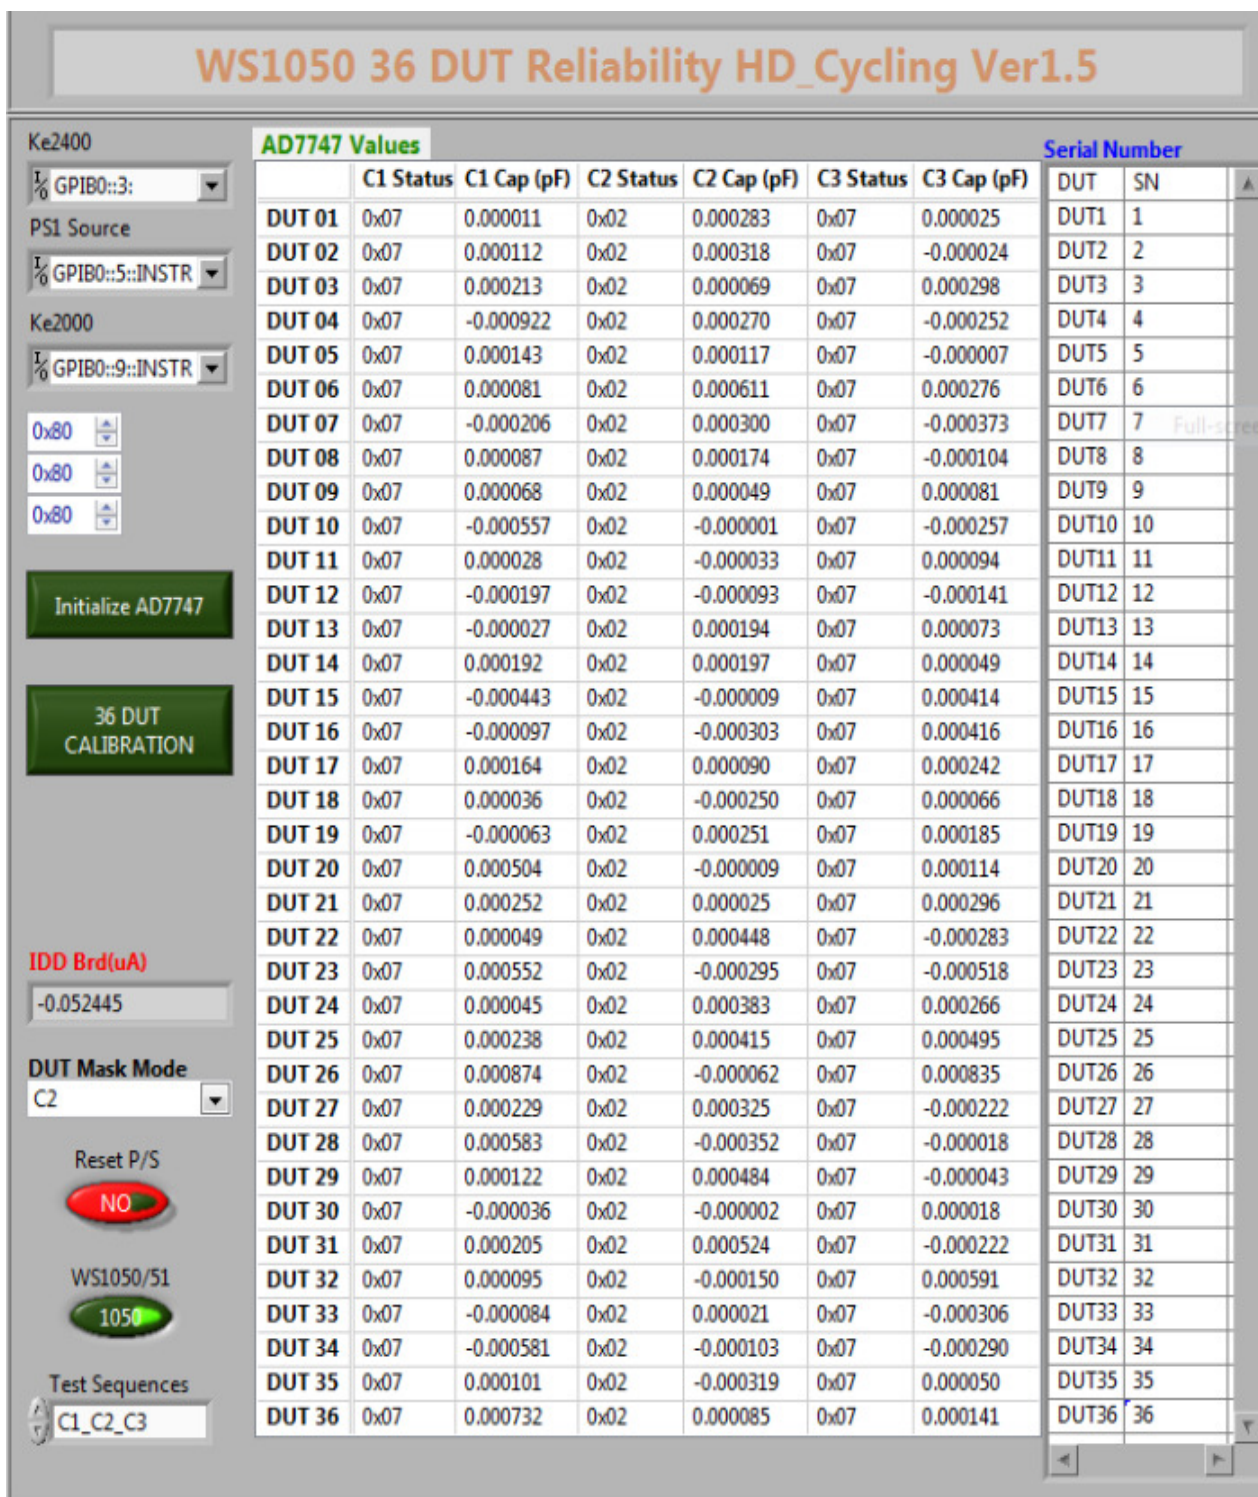 WS1050 36 DUT Reliability HD_Cycling Ver1.5
Ke2400
GPIB0::3:
PS1 Source
GPIB0::5::INSTR
Ke2000
GPIB0::9::INSTR
0x80
0x80
0x80
Initialize AD7747
36 DUT
CALIBRATION
IDD Brd(uA)
-0.052445
DUT Mask Mode
C2
Reset P/S
NO
WS1050/51
1050
Test Sequences
C1_C2_C3
AD7747 Values
C1 Status C1 Cap (pF) C2 Status C2 Cap (pF) C3 Status C3 Cap (pF)
DUT 01 0x07 0.000011 0x02 0.000283 0x07 0.000025
DUT 02 0x07 0.000112 0x02 0.000318 0x07 -0.000024
DUT 03 0x07 0.000213 0x02 0.000069 0x07 0.000298
DUT 04 0x07 -0.000922 0x02 0.000270 0x07 -0.000252
DUT 05 0x07 0.000143 0x02 0.000117 0x07 -0.000007
DUT 06 0x07 0.000081 0x02 0.000611 0x07 0.000276
DUT 07 0x07 -0.000206 0x02 0.000300 0x07 -0.000373
DUT 08 0x07 0.000087 0x02 0.000174 0x07 -0.000104
DUT 09 0x07 0.000068 0x02 0.000049 0x07 0.000081
DUT 10 0x07 -0.000557 0x02 -0.000001 0x07 -0.000257
DUT 11 0x07 0.000028 0x02 -0.000033 0x07 0.000094
DUT 12 0x07 -0.000197 0x02 -0.000093 0x07 -0.000141
DUT 13 0x07 -0.000027 0x02 0.000194 0x07 0.000073
DUT 14 0x07 0.000192 0x02 0.000197 0x07 0.000049
DUT 15 0x07 -0.000443 0x02 -0.000009 0x07 0.000414
DUT 16 0x07 -0.000097 0x02 -0.000303 0x07 0.000416
DUT 17 0x07 0.000164 0x02 0.000090 0x07 0.000242
DUT 18 0x07 0.000036 0x02 -0.000250 0x07 0.000066
DUT 19 0x07 -0.000063 0x02 0.000251 0x07 0.000185
DUT 20 0x07 0.000504 0x02 -0.000009 0x07 0.000114
DUT 21 0x07 0.000252 0x02 0.000025 0x07 0.000296
DUT 22 0x07 0.000049 0x02 0.000448 0x07 -0.000283
DUT 23 0x07 0.000552 0x02 -0.000295 0x07 -0.000518
DUT 24 0x07 0.000045 0x02 0.000383 0x07 0.000266
DUT 25 0x07 0.000238 0x02 0.000415 0x07 0.000495
DUT 26 0x07 0.000874 0x02 -0.000062 0x07 0.000835
DUT 27 0x07 0.000229 0x02 0.000325 0x07 -0.000222
DUT 28 0x07 0.000583 0x02 -0.000352 0x07 -0.000018
DUT 29 0x07 0.000122 0x02 0.000484 0x07 -0.000043
DUT 30 0x07 -0.000036 0x02 -0.000002 0x07 0.000018
DUT 31 0x07 0.000205 0x02 0.000524 0x07 -0.000222
DUT 32 0x07 0.000095 0x02 -0.000150 0x07 0.000591
DUT 33 0x07 -0.000084 0x02 0.000021 0x07 -0.000306
DUT 34 0x07 -0.000581 0x02 -0.000103 0x07 -0.000290
DUT 35 0x07 0.000101 0x02 -0.000319 0x07 0.000050
DUT 36 0x07 0.000732 0x02 0.000085 0x07 0.000141
Serial Number
DUT SN
DUT1 1
DUT2 2
DUT3 3
DUT4 4
DUT5 5
DUT6 6
DUT7 7
DUT8 8
DUT9 9
DUT10 10
DUT11 11
DUT12 12
DUT13 13
DUT14 14
DUT15 15
DUT16 16
DUT17 17
DUT18 18
DUT19 19
DUT20 20
DUT21 21
DUT22 22
DUT23 23
DUT24 24
DUT25 25
DUT26 26
DUT27 27
DUT28 28
DUT29 29
DUT30 30
DUT31 31
DUT32 32
DUT33 33
DUT34 34
DUT35 35
DUT36 36